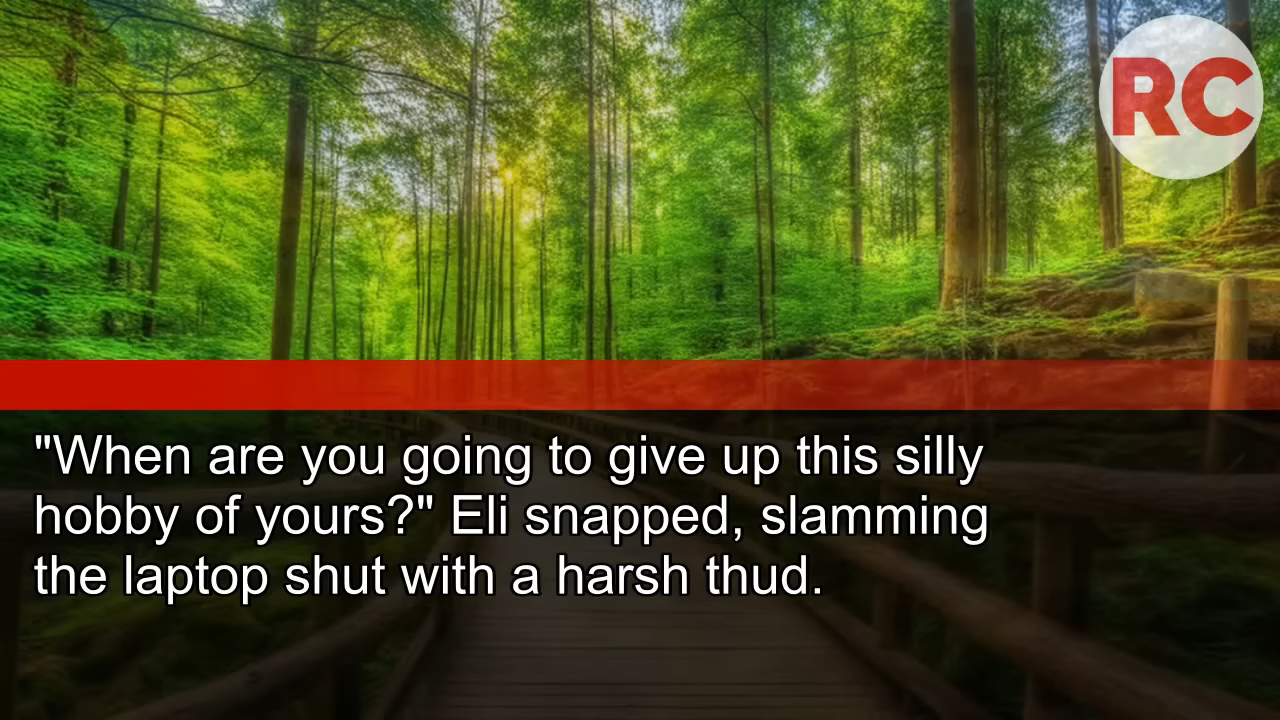 RC
"When are you going to give up this silly
hobby of yours?" Eli snapped, slamming
the laptop shut with a harsh thud.